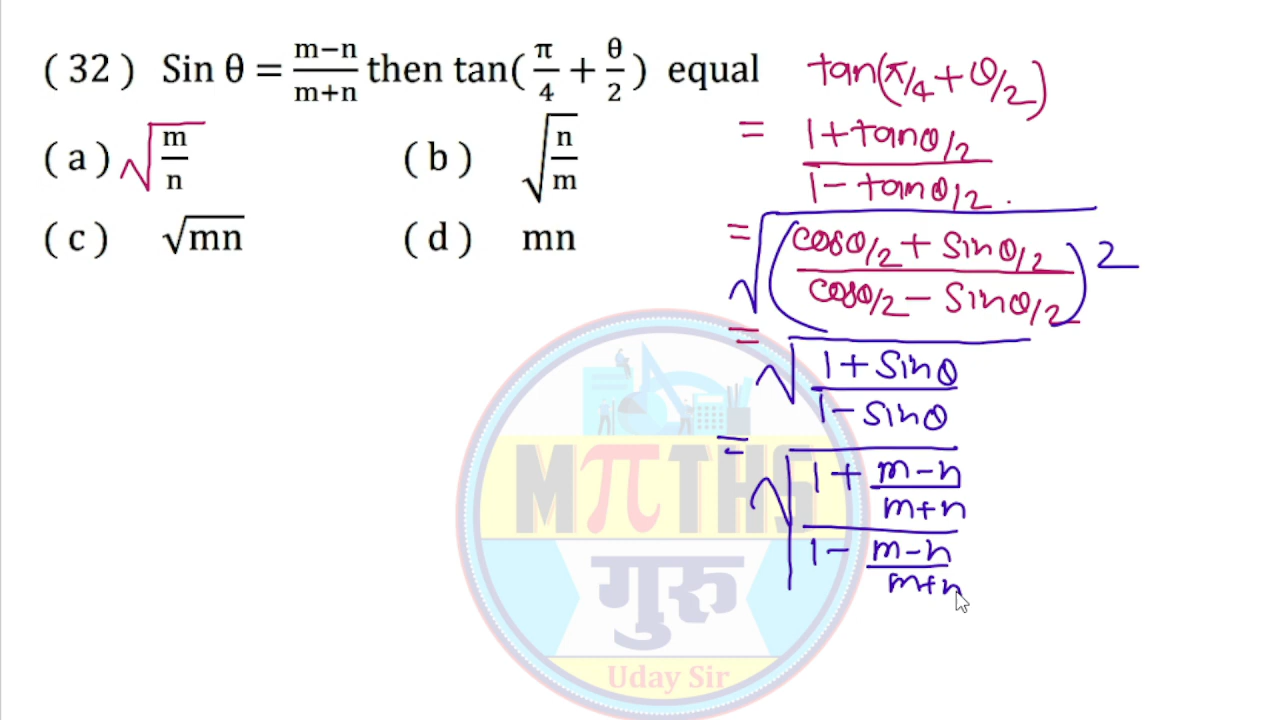 ( 32 ) Sin θ = m−n/m+n then tan(π/4 + θ/2) equal
( a ) √m/n ( b ) √n/m
( c ) √mn ( d ) mn
tan(π/4+θ/2)
= 1+tanθ/2 / 1- tanθ/2 .
= √(cosθ/2 + sinθ/2 / cosθ/2 - sinθ/2)2
= √1+ sinθ / 1- sinθ
= √1+ m-n/m+n / 1- m-n/m+n
MπTHS
गुरु
Uday Sir